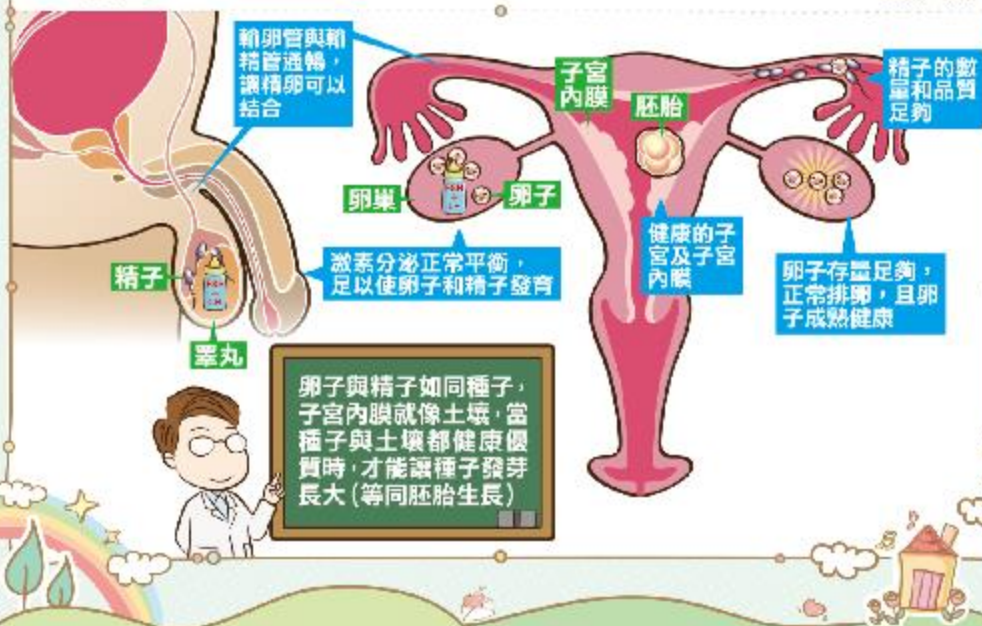 輸卵管與輸
精管通暢，
讓精卵可以
結合
子宮
內膜
胚胎
精子的數
量和品質
足夠
卵巢
卵子
健康的子
宮及子宮
內膜
激素分泌正常平衡，
足以使卵子和精子發育
卵子存量足夠，
正常排卵，且卵
子成熟健康
精子
睪丸
卵子與精子如同種子，
子宮內膜就像土壤，當
種子與土壤都健康優
質時，才能讓種子發芽
長大（等同胚胎生長）